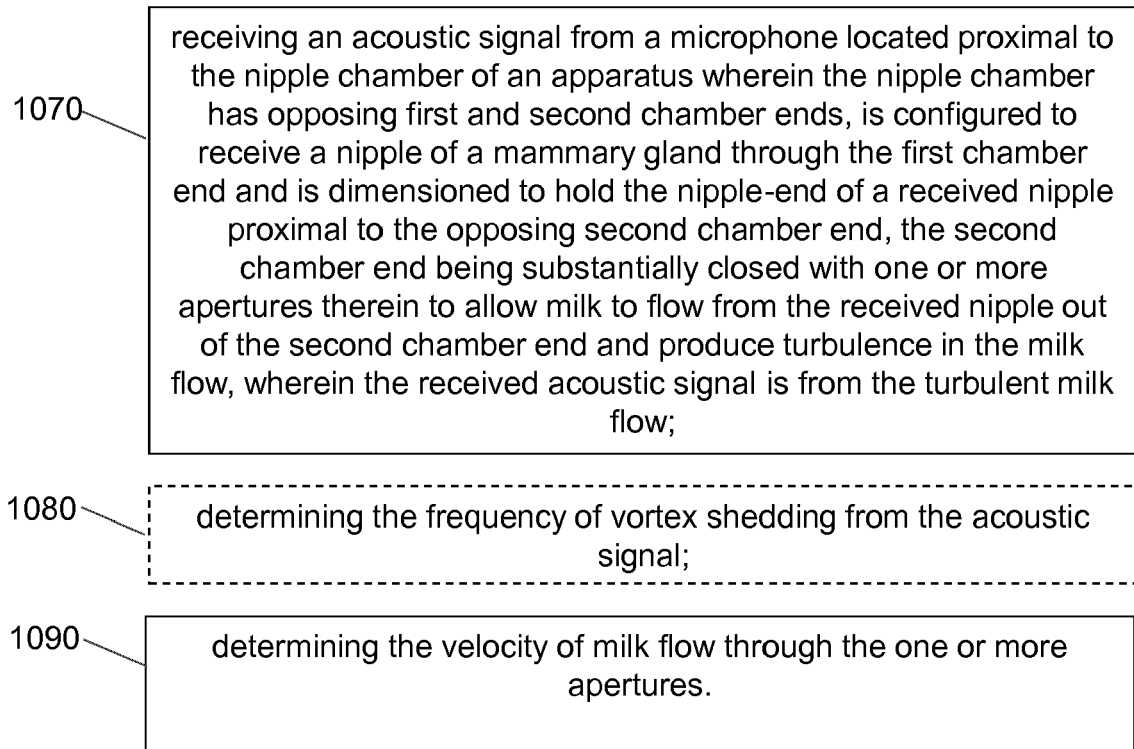 1070
receiving an acoustic signal from a microphone located proximal to
the nipple chamber of an apparatus wherein the nipple chamber
has opposing first and second chamber ends, is configured to
receive a nipple of a mammary gland through the first chamber
end and is dimensioned to hold the nipple-end of a received nipple
proximal to the opposing second chamber end, the second
chamber end being substantially closed with one or more
apertures therein to allow milk to flow from the received nipple out
of the second chamber end and produce turbulence in the milk
flow, wherein the received acoustic signal is from the turbulent milk
flow;
1080
determining the frequency of vortex shedding from the acoustic
signal;
1090
determining the velocity of milk flow through the one or more
apertures.